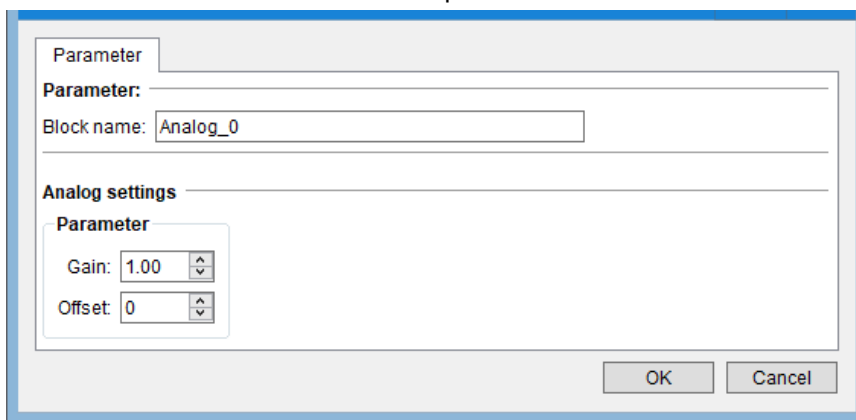 Parameter
Parameter:
Block name: Analog_0
Analog settings
Parameter
Gain: 1.00
Offset: 0
OK Cancel